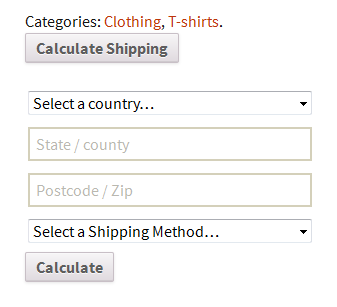 Categories: Clothing, T-shirts.
Calculate Shipping
Select a country...
State / county
Postcode / Zip
Select a Shipping Method...
Calculate